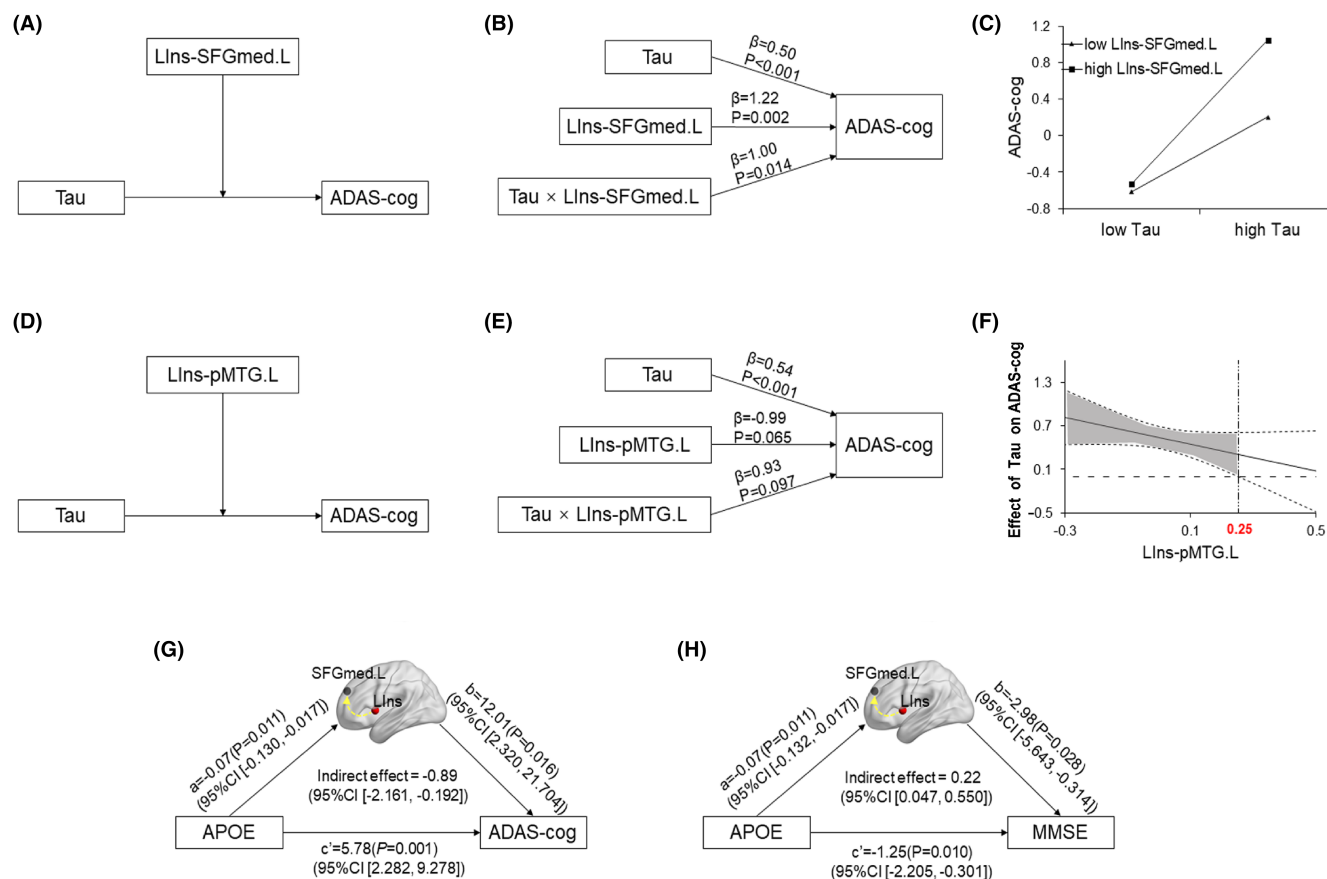 (A)
LIns-SFGmed.L
Tau
ADAS-cog
(B)
Tau
LIns-SFGmed.L
Tau × LIns-SFGmed.L
β=0.50
P<0.001
β=1.22
P=0.002
β=1.00
P=0.014
ADAS-cog
(C)
ADAS-cog
1.2
0.8
0.4
0
-0.4
-0.8
low LIns-SFGmed.L
high LIns-SFGmed.L
low Tau
high Tau
(D)
LIns-pMTG.L
Tau
ADAS-cog
(E)
Tau
LIns-pMTG.L
Tau × LIns-pMTG.L
β=0.54
P<0.001
β=-0.99
P=0.065
β=0.93
P=0.097
ADAS-cog
(F)
Effect of Tau on ADAS-cog
1.3
0.7
0.1
-0.5
-0.3
0.1
0.25
0.5
LIns-pMTG.L
(G)
SFGmed.L
LIns
a=-0.07(P=0.011)
(95%CI [-0.130, -0.017])
b=12.01(P=0.016)
(95%CI [2.320, 21.704])
Indirect effect = -0.89
(95%CI [-2.161, -0.192])
APOE
ADAS-cog
c'=5.78(P=0.001)
(95%CI [2.282, 9.278])
(H)
SFGmed.L
LIns
a=-0.07(P=0.011)
(95%CI [-0.132, -0.017])
b=-2.98(P=0.028)
(95%CI [-5.643, -0.314])
Indirect effect = 0.22
(95%CI [0.047, 0.550])
APOE
MMSE
c'=-1.25(P=0.010)
(95%CI [-2.205, -0.301])